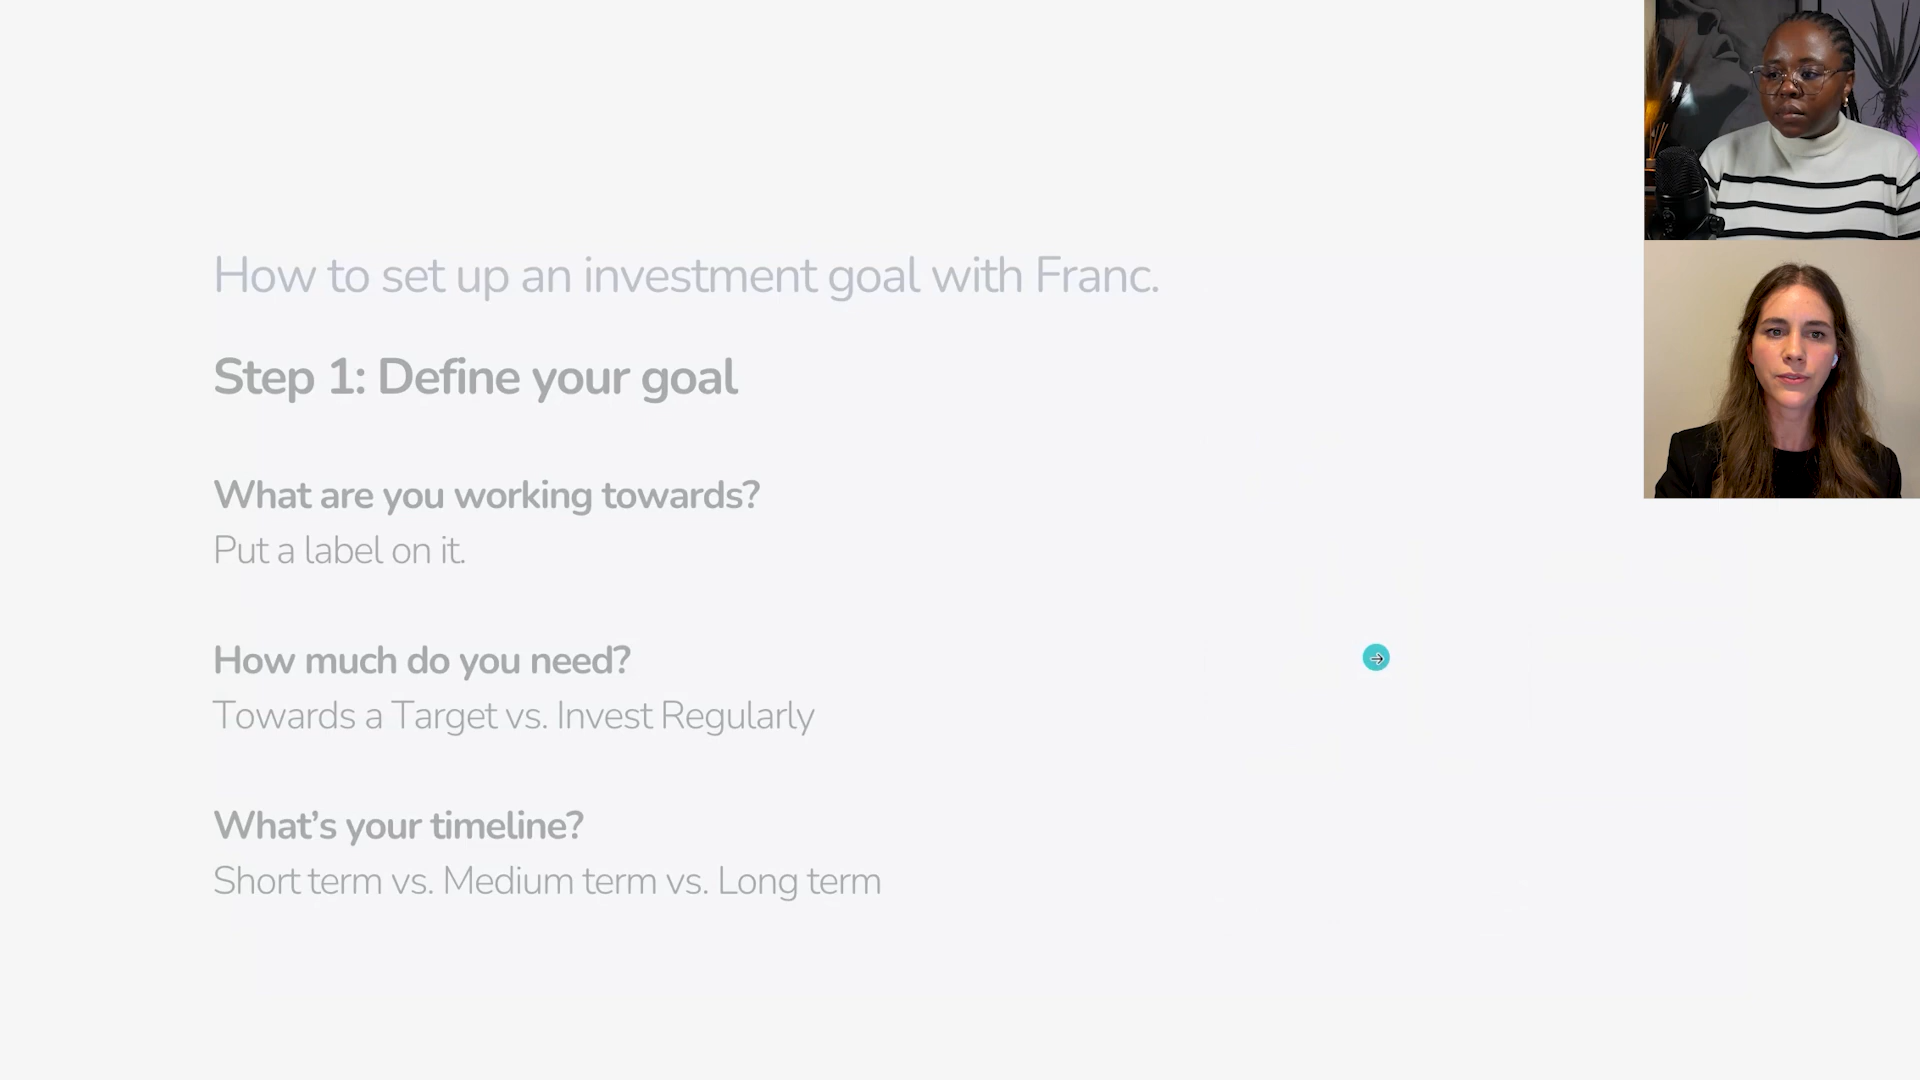 How to set up an investment goal with Franc.
Step 1: Define your goal
What are you working towards?
Put a label on it.
How much do you need?
Towards a Target vs. Invest Regularly
What’s your timeline?
Short term vs. Medium term vs. Long term